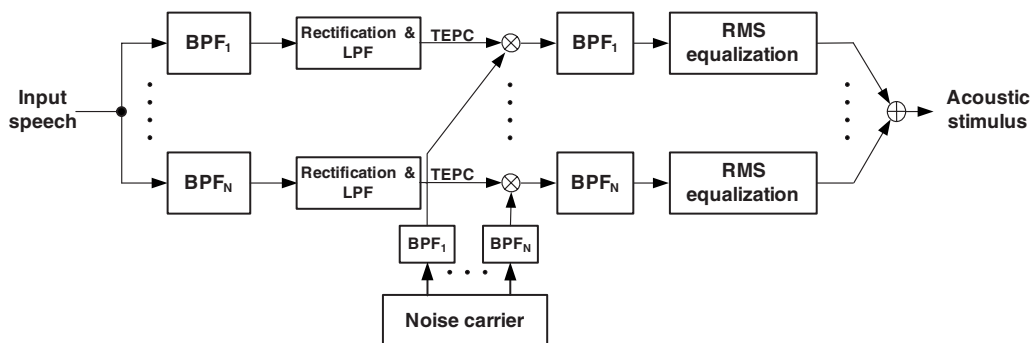 Input
speech
BPF1
Rectification &
LPF
TEPC
BPF1
RMS
equalization
Acoustic
stimulus
BPFN
Rectification &
LPF
TEPC
BPFN
RMS
equalization
BPF1
BPFN
Noise carrier